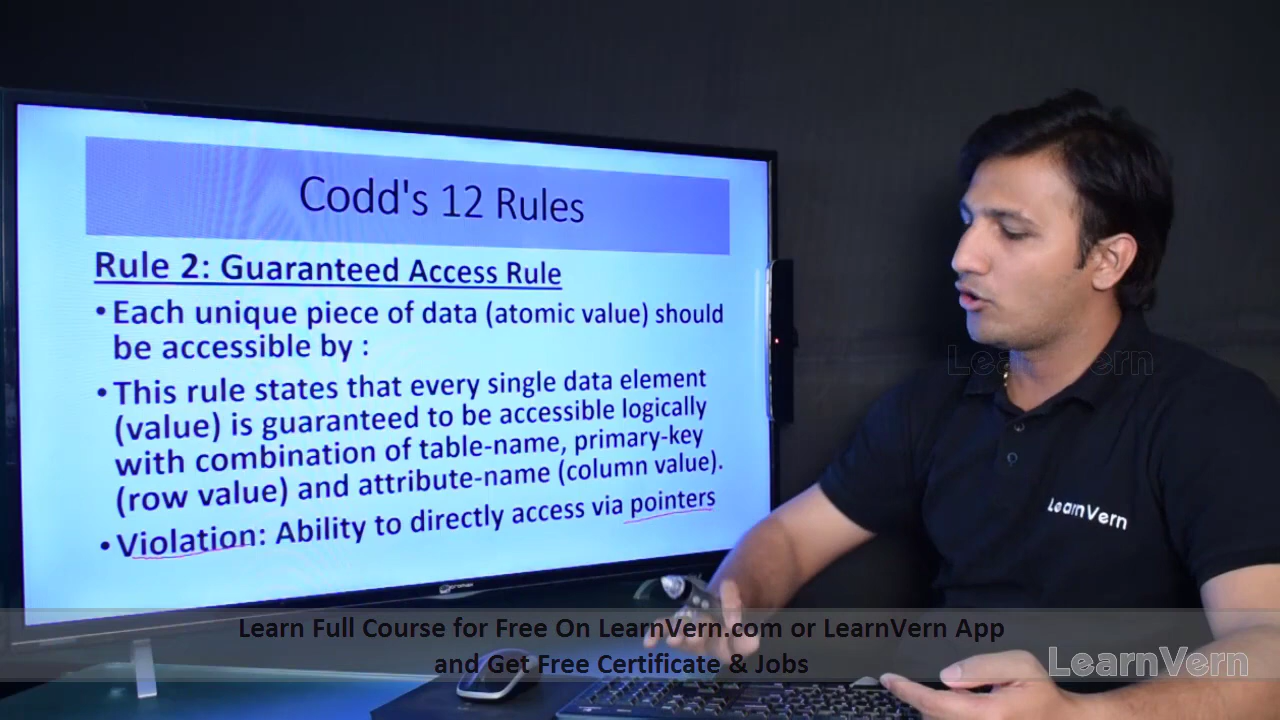 Codd's 12 Rules
Rule 2: Guaranteed Access Rule
•Each unique piece of data (atomic value) should
be accessible by :
•This rule states that every single data element
(value) is guaranteed to be accessible logically
with combination of table-name, primary-key
(row value) and attribute-name (column value).
•Violation: Ability to directly access via pointers
LearnVern
LearnVern
Learn Full Course for Free On LearnVern.com or LearnVern App
and Get Free Certificate & Jobs
LearnVern